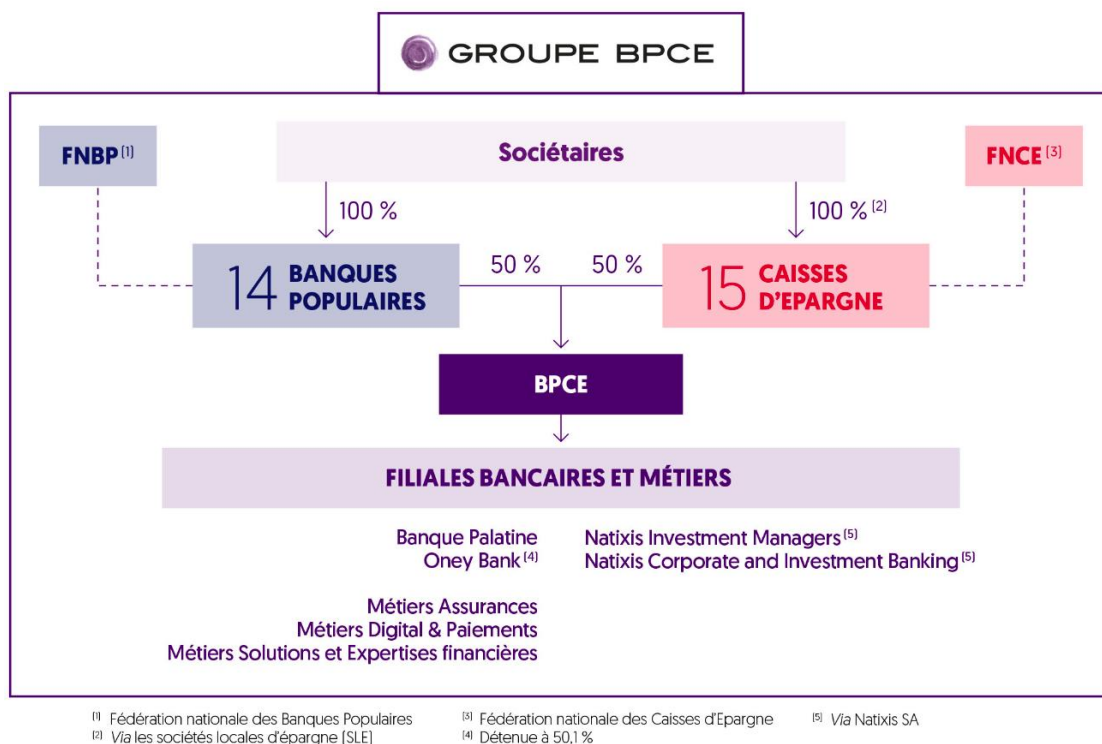 GROUPE BPCE
FNBP (1)
Sociétaires
FNCE (3)
100 %
100 % (2)
14 BANQUES
POPULAIRES
50 %
50 %
15 CAISSES
D'EPARGNE
BPCE
FILIALES BANCAIRES ET MÉTIERS
Banque Palatine
Oney Bank (4)
Natixis Investment Managers (5)
Natixis Corporate and Investment Banking (5)
Métiers Assurances
Métiers Digital & Paiements
Métiers Solutions et Expertises financières
(1) Fédération nationale des Banques Populaires
(2) Via les sociétés locales d'épargne (SLE)
(3) Fédération nationale des Caisses d'Epargne
(4) Détenue à 50,1 %
(5) Via Natixis SA